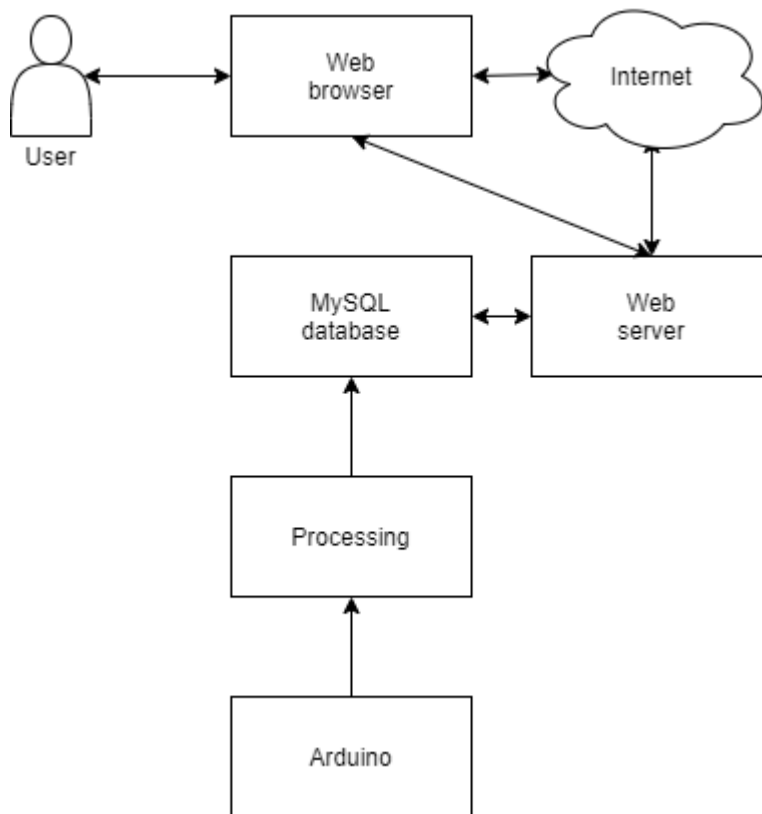 Web
browser
Internet
User
MySQL
database
Web
server
Processing
Arduino